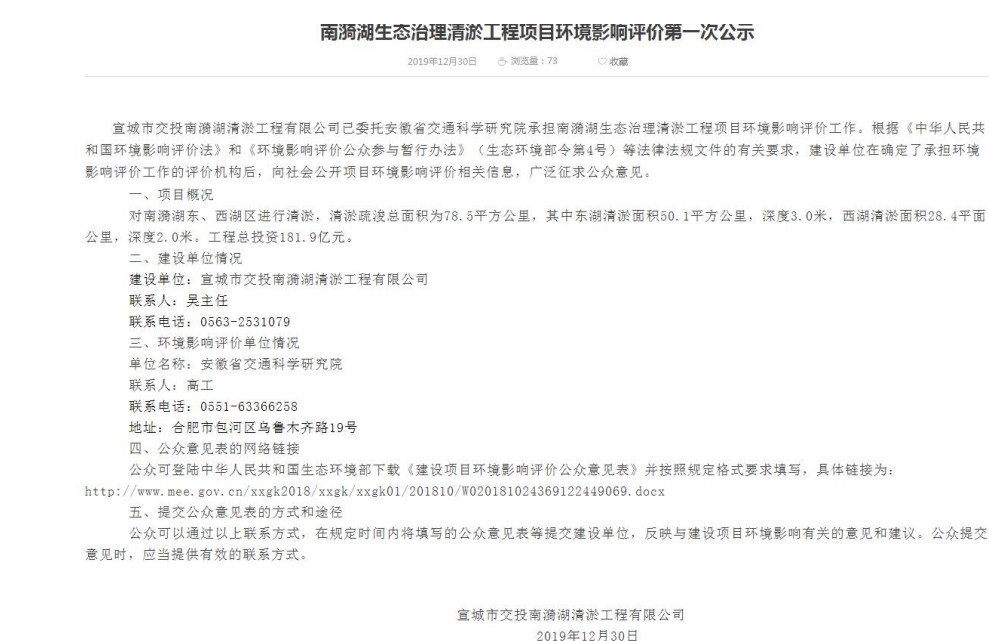 南漪湖生态治理清淤工程项目环境影响评价第一次公示
2019年12月30日 浏览量：73 收藏
宣城市交投南漪湖清淤工程有限公司已委托安徽省交通科学研究院承担南漪湖生态治理清淤工程项目环境影响评价工作。根据《中华人民共
和国环境影响评价法》和《环境影响评价公众参与暂行办法》（生态环境部令第4号）等法律法规文件的有关要求，建设单位在确定了承担环境
影响评价工作的评价机构后，向社会公开项目环境影响评价相关信息，广泛征求公众意见。
一、项目概况
对南漪湖东、西湖区进行清淤，清淤疏浚总面积为78.5平方公里，其中东湖清淤面积50.1平方公里，深度3.0米，西湖清淤面积28.4平面
公里，深度2.0米。工程总投资181.9亿元。
二、建设单位情况
建设单位：宣城市交投南漪湖清淤工程有限公司
联系人：吴主任
联系电话：0563-2531079
三、环境影响评价单位情况
单位名称：安徽省交通科学研究院
联系人：高工
联系电话：0551-63366258
地址：合肥市包河区乌鲁木齐路19号
四、公众意见表的网络链接
公众可登陆中华人民共和国生态环境部下载《建设项目环境影响评价公众意见表》并按照规定格式要求填写，具体链接为：
http://www.mee.gov.cn/xxgk2018/xxgk/xxgk01/201810/W020181024369122449069.docx
五、提交公众意见表的方式和途径
公众可以通过以上联系方式，在规定时间内将填写的公众意见表等提交建设单位，反映与建设项目环境影响有关的意见和建议。公众提交
意见时，应当提供有效的联系方式。
宣城市交投南漪湖清淤工程有限公司
2019年12月30日